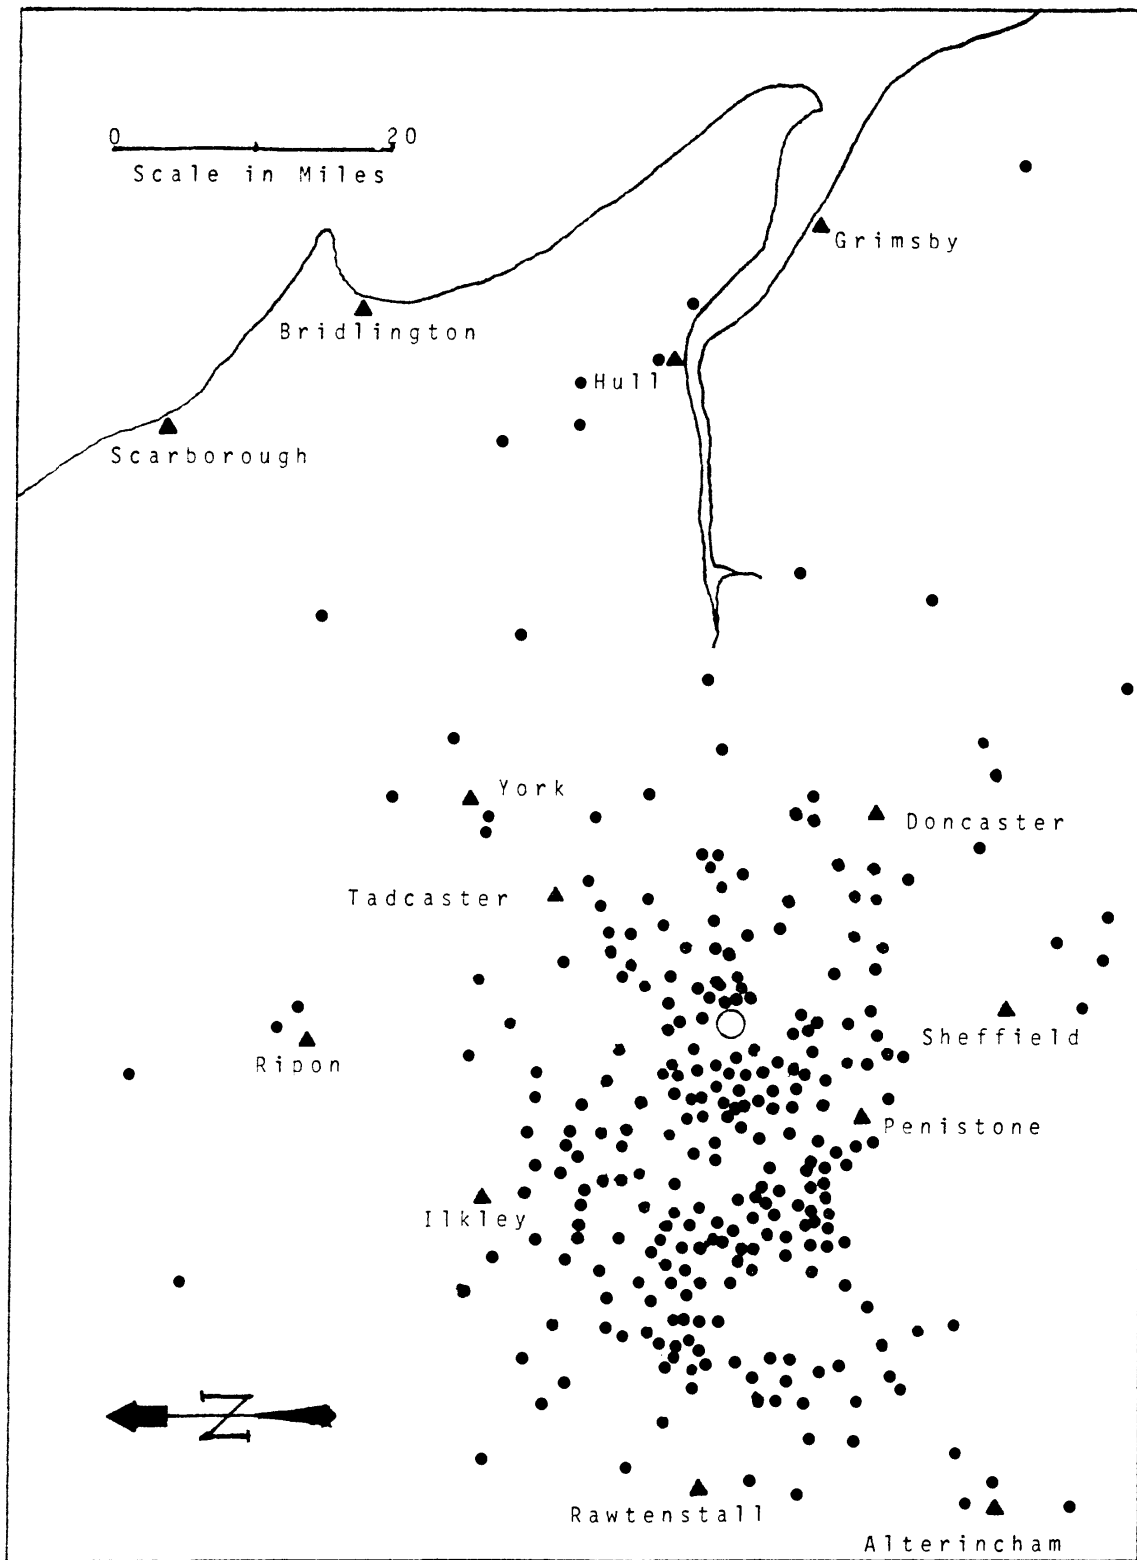 0 20
Scale in Miles
Grimsby
Bridlington
Hull
Scarborough
York
Doncaster
Tadcaster
Sheffield
Ripon
Penistone
Ilkley
N
Rawtenstall
Alterincham